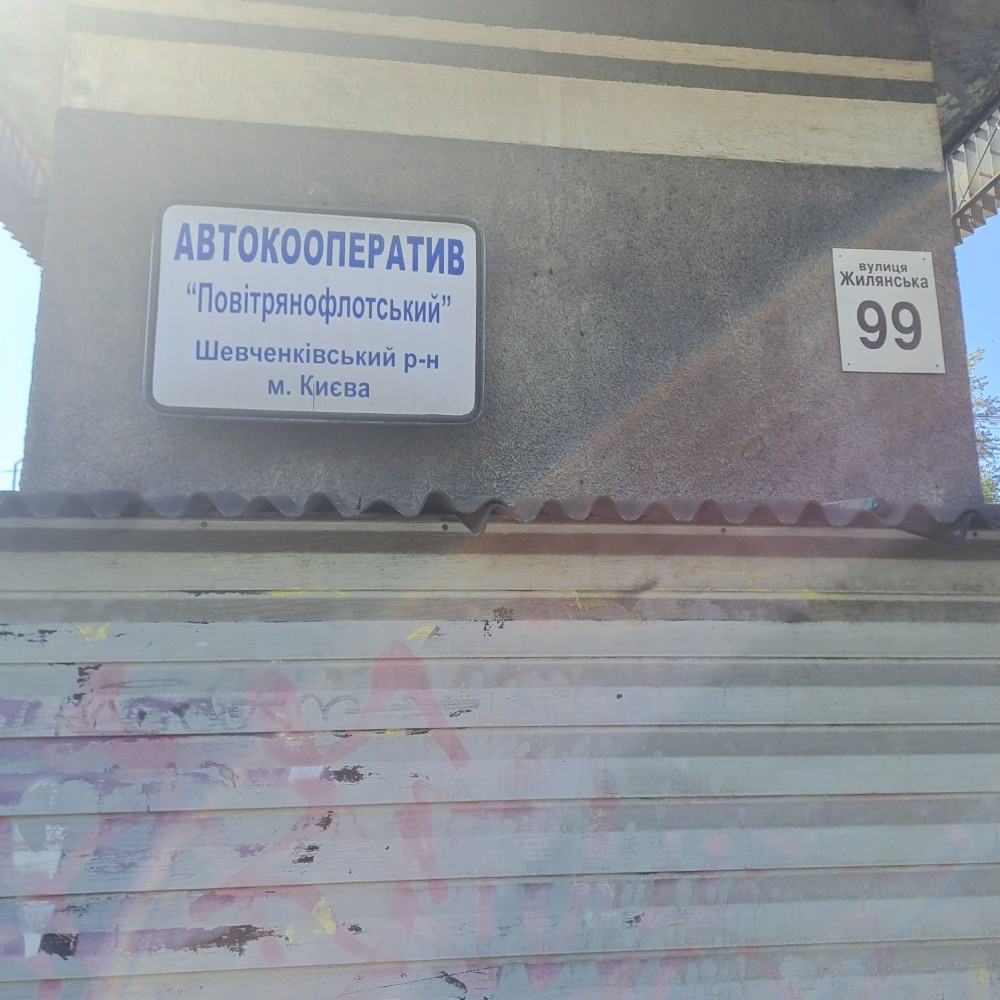 АВТОКООПЕРАТИВ
“Повітрянофлотський”
Шевченківський р-н
м. Києва
вулиця
Жилянська
99